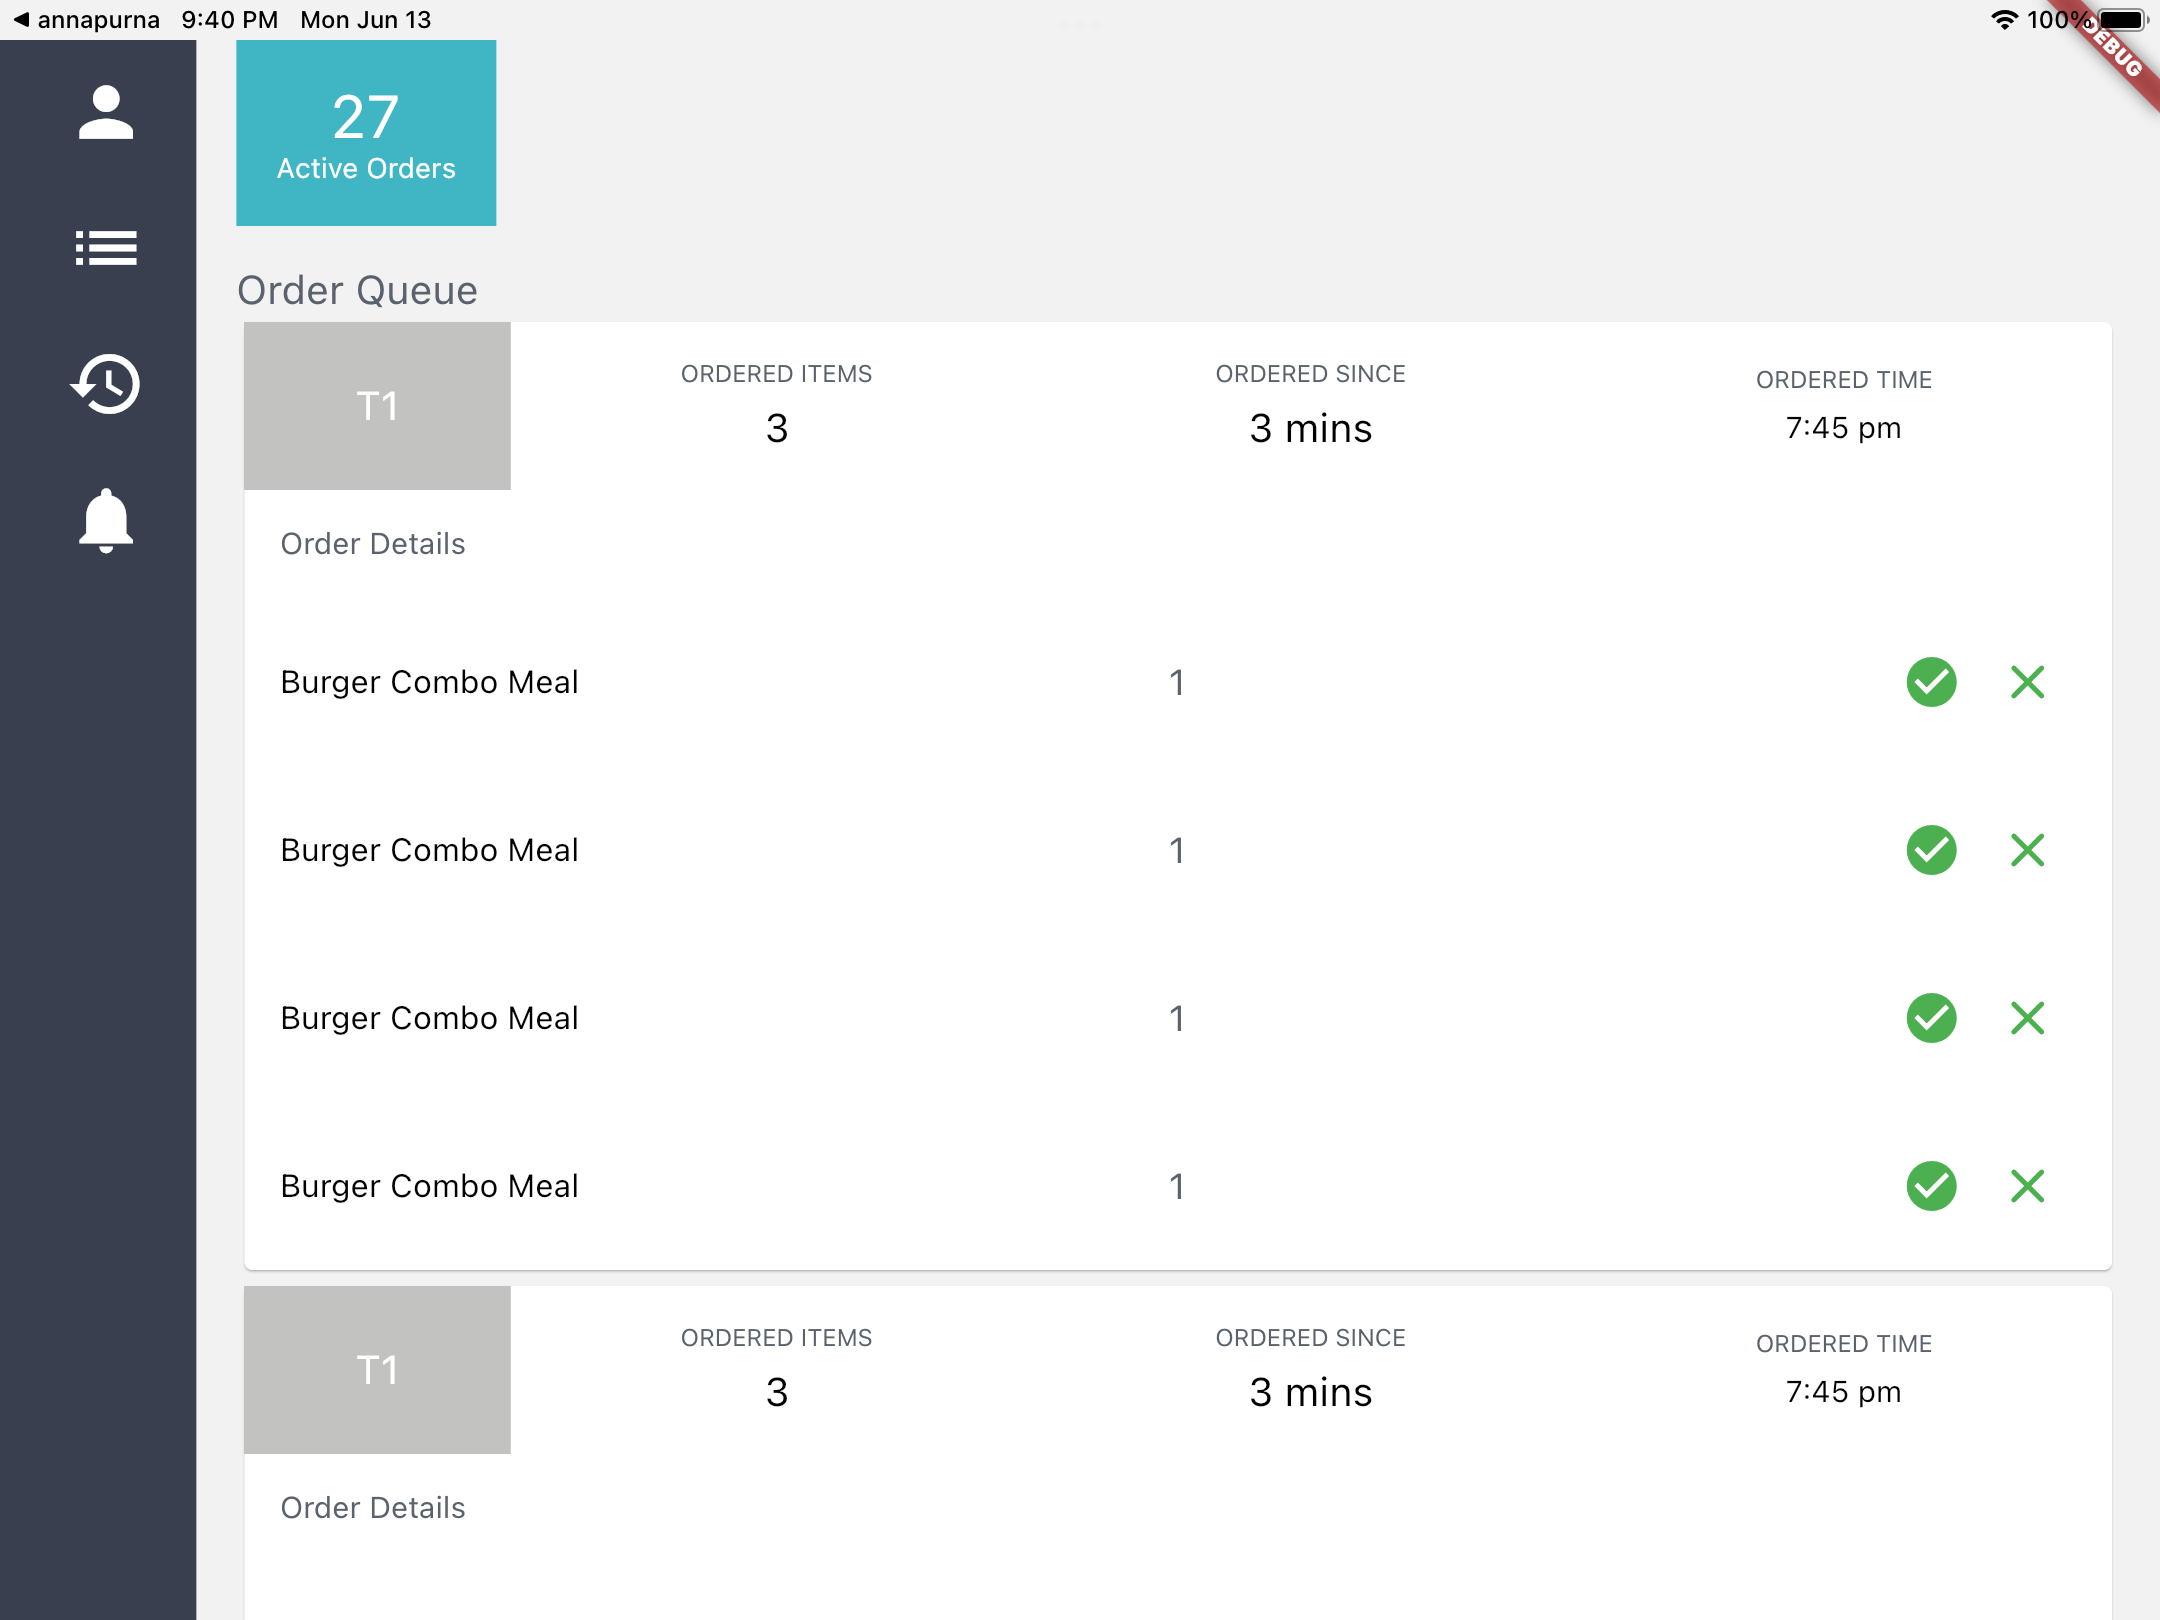 ◀ annapurna 9:40 PM Mon Jun 13 100%
DEBUG
27
Active Orders
Order Queue
T1
ORDERED ITEMS
3
ORDERED SINCE
3 mins
ORDERED TIME
7:45 pm
Order Details
Burger Combo Meal 1
Burger Combo Meal 1
Burger Combo Meal 1
Burger Combo Meal 1
T1
ORDERED ITEMS
3
ORDERED SINCE
3 mins
ORDERED TIME
7:45 pm
Order Details